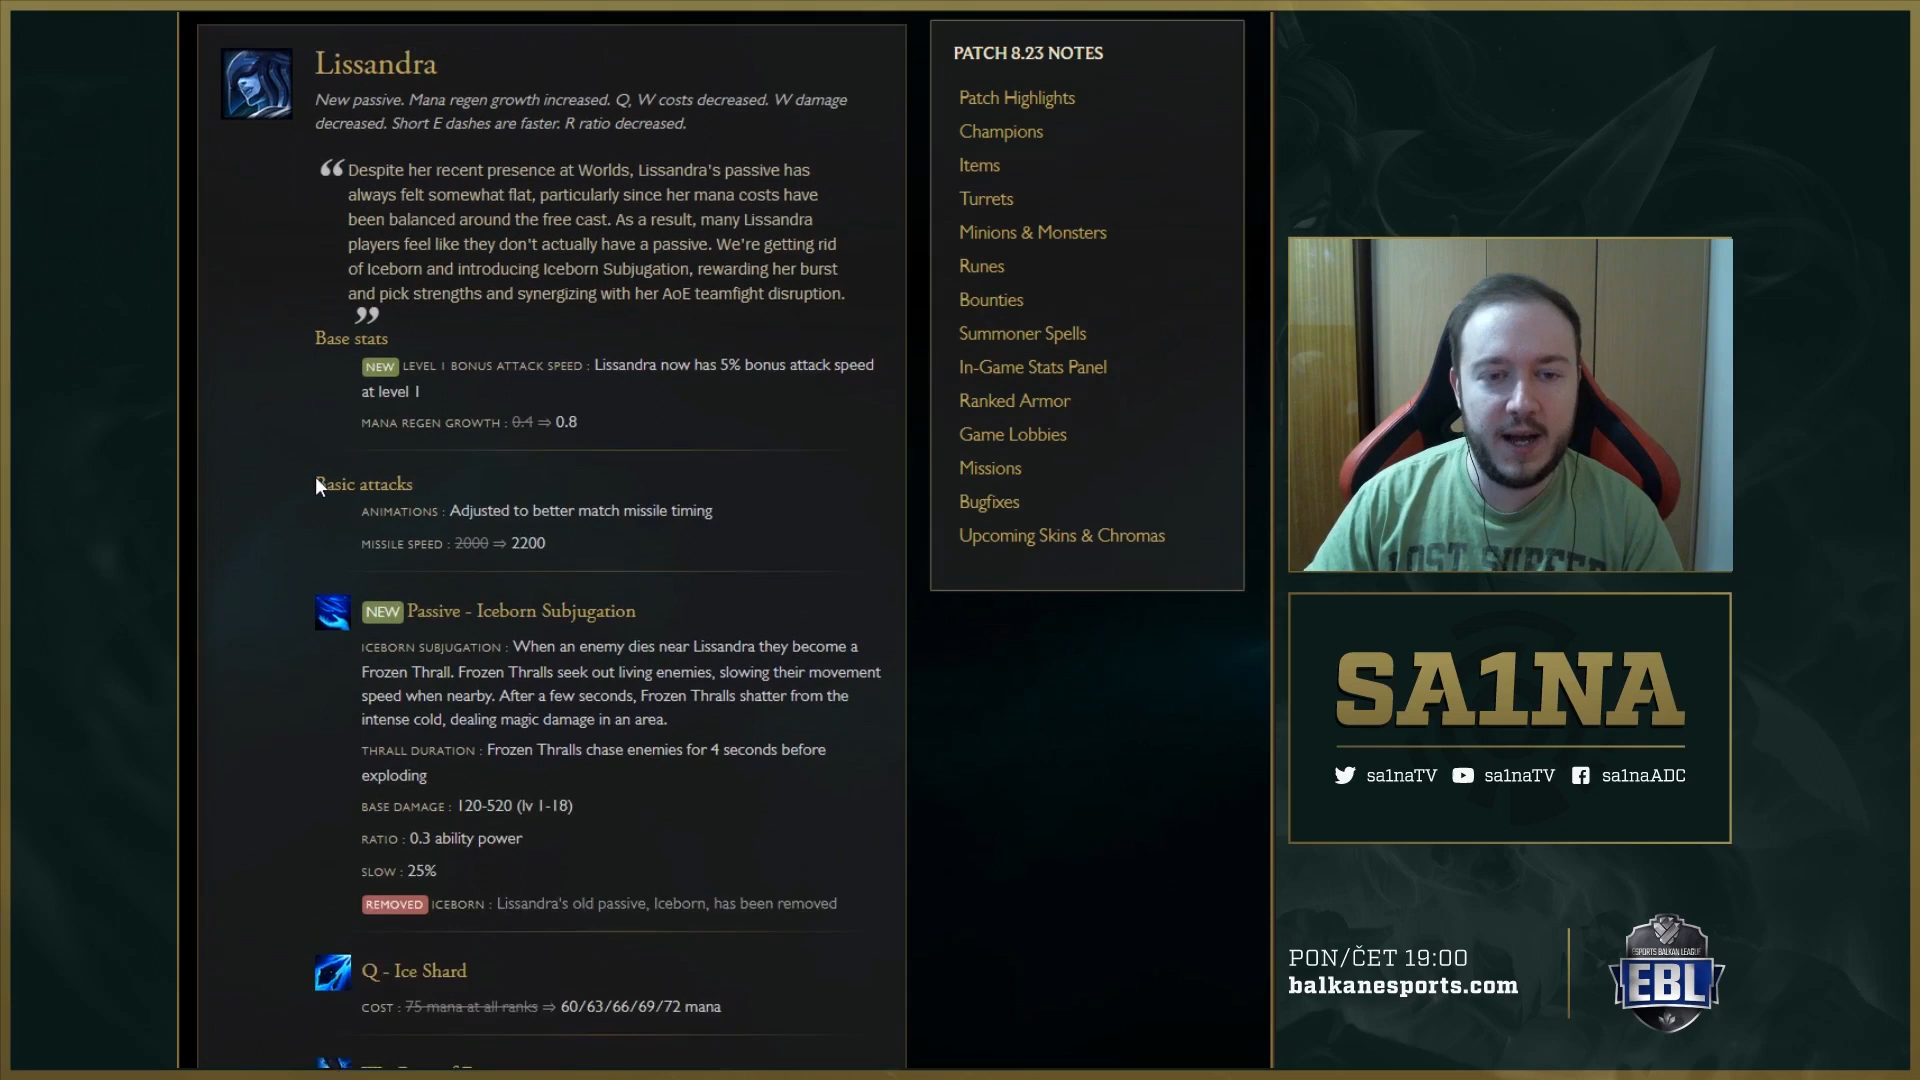 Lissandra
New passive. Mana regen growth increased. Q, W costs decreased. W damage
decreased. Short E dashes are faster. R ratio decreased.
“ Despite her recent presence at Worlds, Lissandra's passive has
always felt somewhat flat, particularly since her mana costs have
been balanced around the free cast. As a result, many Lissandra
players feel like they don't actually have a passive. We're getting rid
of Iceborn and introducing Iceborn Subjugation, rewarding her burst
and pick strengths and synergizing with her AoE teamfight disruption.
”
Base stats
NEW LEVEL 1 BONUS ATTACK SPEED : Lissandra now has 5% bonus attack speed
at level 1
MANA REGEN GROWTH : 0.4 ⇒ 0.8
Basic attacks
ANIMATIONS : Adjusted to better match missile timing
MISSILE SPEED : 2000 ⇒ 2200
NEW Passive - Iceborn Subjugation
ICEBORN SUBJUGATION : When an enemy dies near Lissandra they become a
Frozen Thrall. Frozen Thralls seek out living enemies, slowing their movement
speed when nearby. After a few seconds, Frozen Thralls shatter from the
intense cold, dealing magic damage in an area.
THRALL DURATION : Frozen Thralls chase enemies for 4 seconds before
exploding
BASE DAMAGE : 120-520 (lv 1-18)
RATIO : 0.3 ability power
SLOW : 25%
REMOVED ICEBORN : Lissandra's old passive, Iceborn, has been removed
Q - Ice Shard
COST : 75 mana at all ranks ⇒ 60/63/66/69/72 mana
PATCH 8.23 NOTES
Patch Highlights
Champions
Items
Turrets
Minions & Monsters
Runes
Bounties
Summoner Spells
In-Game Stats Panel
Ranked Armor
Game Lobbies
Missions
Bugfixes
Upcoming Skins & Chromas
LOST SURFER
SA1NA
sa1naTV sa1naTV sa1naADC
PON/ČET 19:00
balkanesports.com
ESPORTS BALKAN LEAGUE
EBL